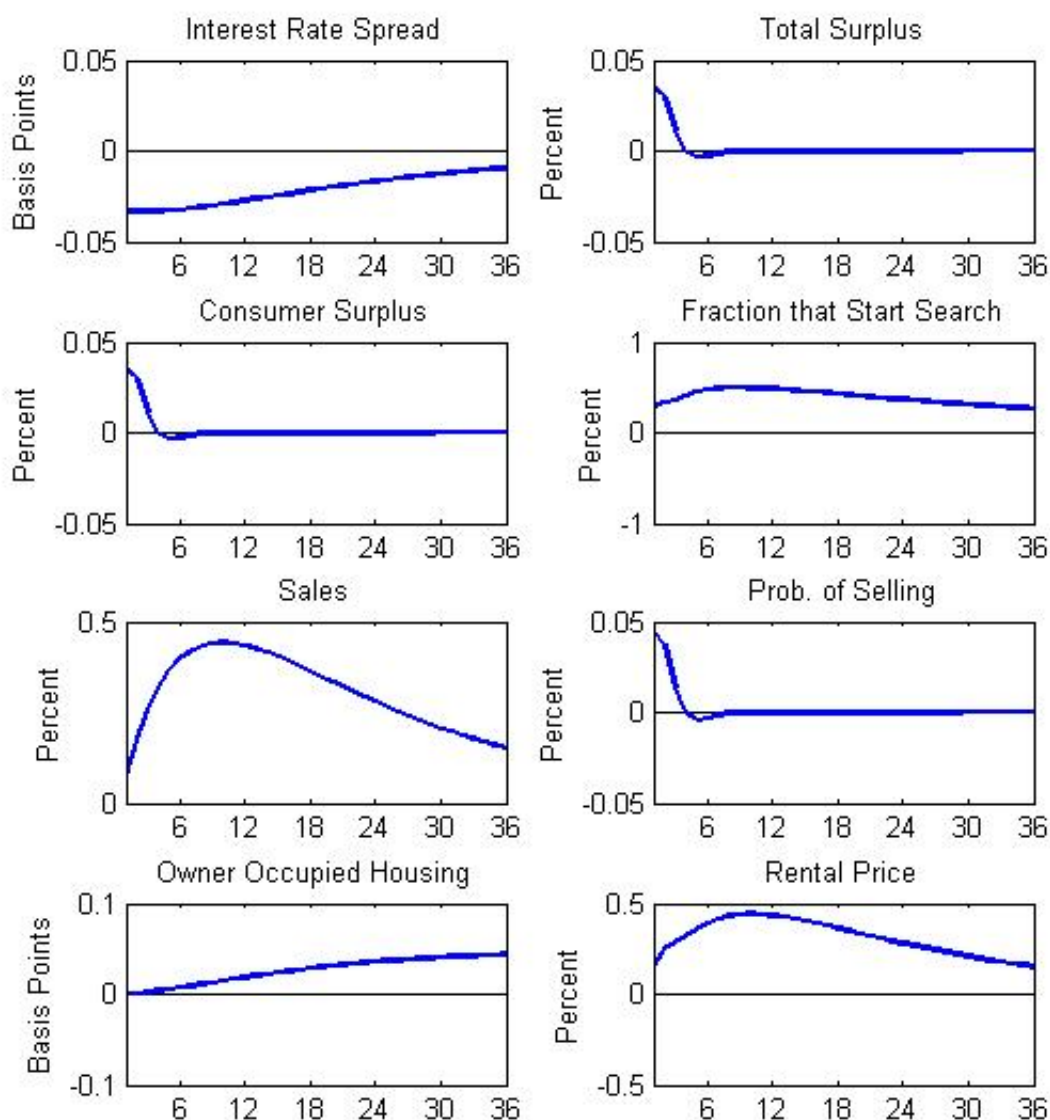 Interest Rate Spread
Basis Points
0.05
0
-0.05
6 12 18 24 30 36
Total Surplus
Percent
0.05
0
-0.05
6 12 18 24 30 36
Consumer Surplus
Percent
0.05
0
-0.05
6 12 18 24 30 36
Fraction that Start Search
Percent
1
0
-1
6 12 18 24 30 36
Sales
Percent
0.5
0
6 12 18 24 30 36
Prob. of Selling
Percent
0.05
0
-0.05
6 12 18 24 30 36
Owner Occupied Housing
Basis Points
0.1
0
-0.1
6 12 18 24 30 36
Rental Price
Percent
0.5
0
-0.5
6 12 18 24 30 36